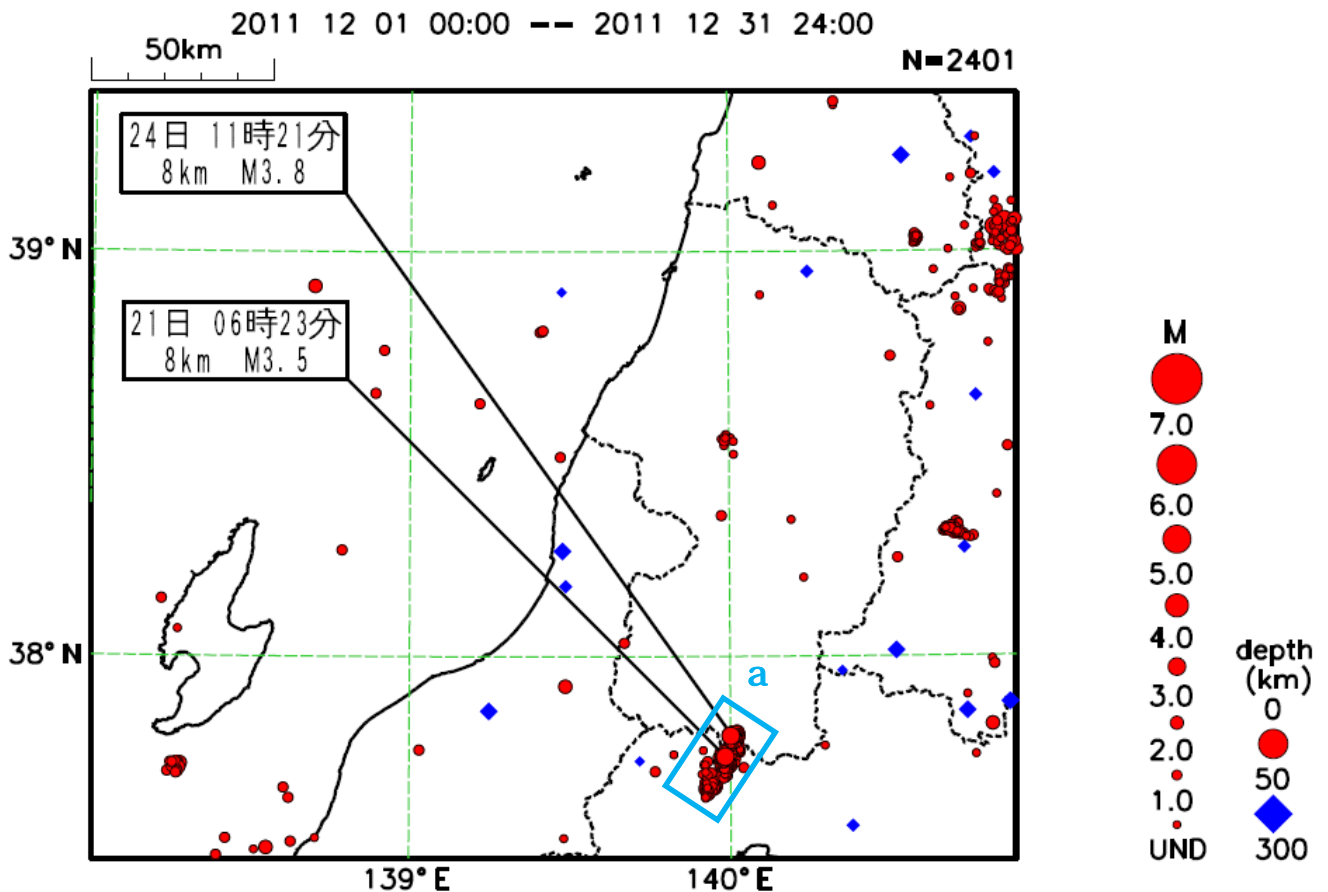 2011 12 01 00:00 -- 2011 12 31 24:00
50km
N=2401
24日 11時21分
8km M3.8
39°N
21日 06時23分
8km M3.5
38°N
a
139°E
140°E
M
7.0
6.0
5.0
4.0
3.0
2.0
1.0
UND
depth
(km)
0
50
300